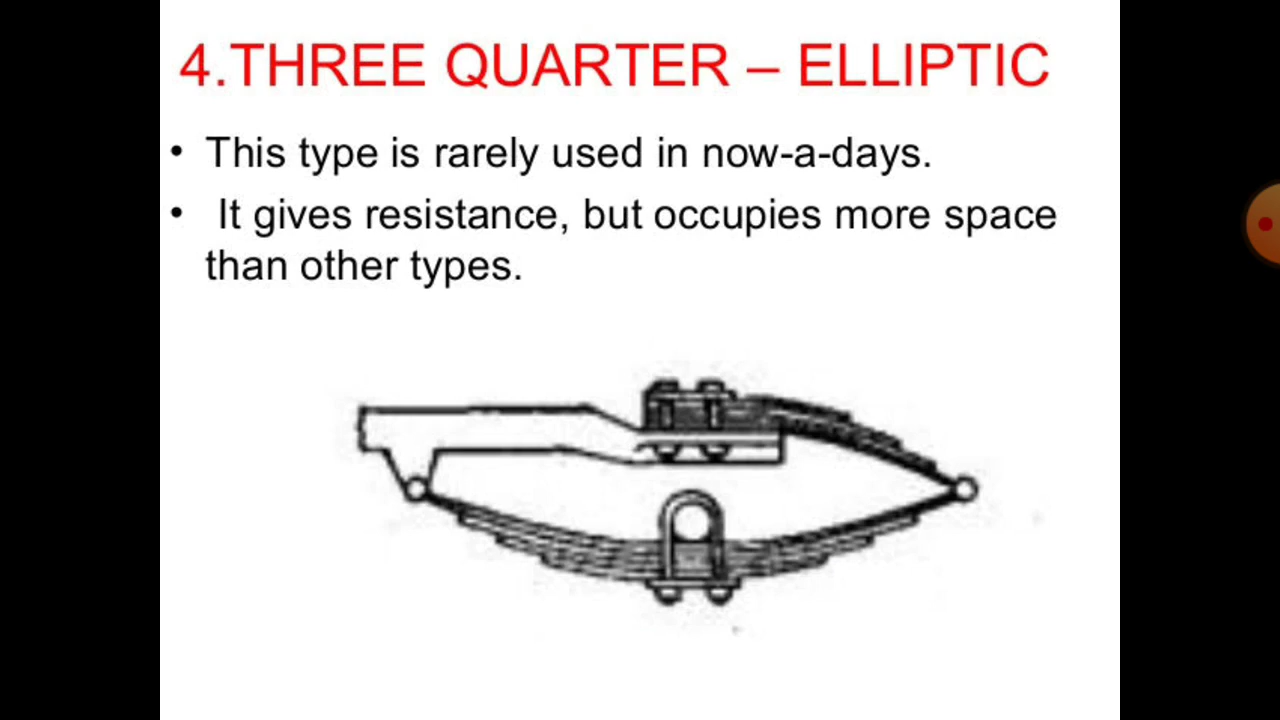 4.THREE QUARTER – ELLIPTIC
• This type is rarely used in now-a-days.
• It gives resistance, but occupies more space
than other types.